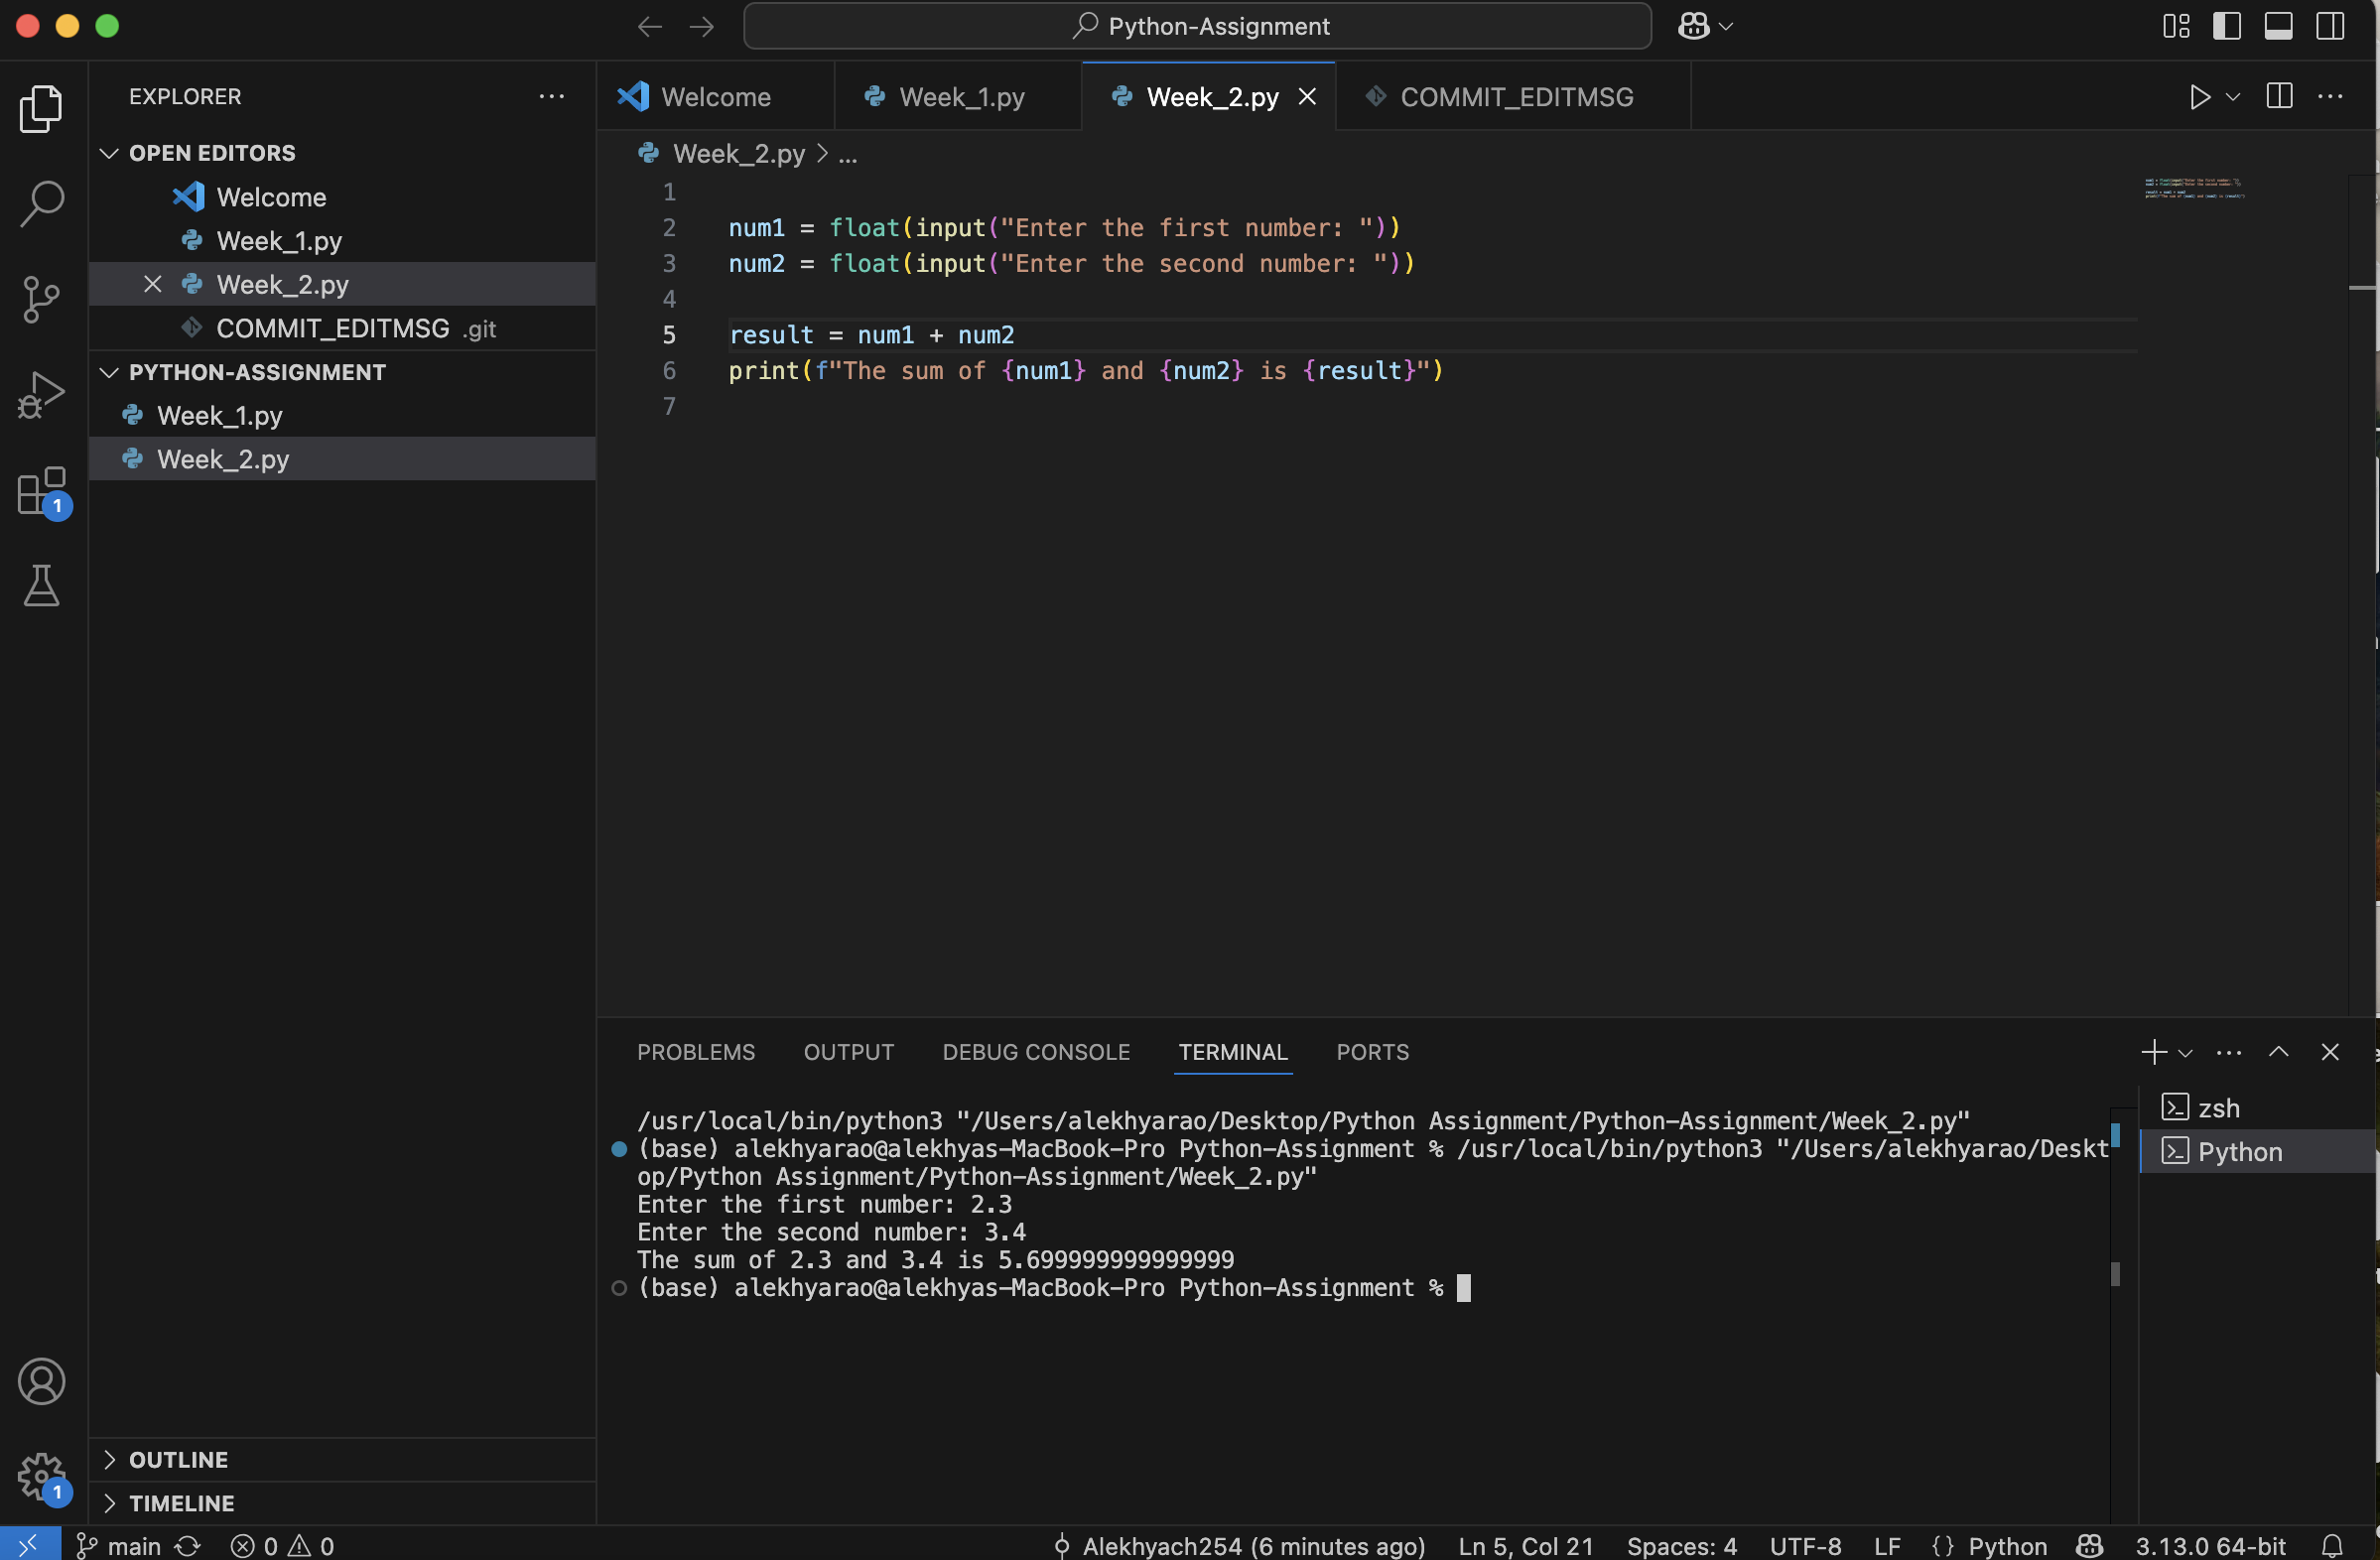 Python-Assignment
EXPLORER
OPEN EDITORS
Welcome
Week_1.py
Week_2.py
COMMIT_EDITMSG .git
PYTHON-ASSIGNMENT
Week_1.py
Week_2.py
1
OUTLINE
TIMELINE
1
Welcome
Week_1.py
Week_2.py
COMMIT_EDITMSG
Week_2.py > ...
1
2 num1 = float(input("Enter the first number: "))
3 num2 = float(input("Enter the second number: "))
4
5 result = num1 + num2
6 print(f"The sum of {num1} and {num2} is {result}")
7
PROBLEMS OUTPUT DEBUG CONSOLE TERMINAL PORTS
/usr/local/bin/python3 "/Users/alekhyarao/Desktop/Python Assignment/Python-Assignment/Week_2.py"
(base) alekhyarao@alekhyas-MacBook-Pro Python-Assignment % /usr/local/bin/python3 "/Users/alekhyarao/Deskt
op/Python Assignment/Python-Assignment/Week_2.py"
Enter the first number: 2.3
Enter the second number: 3.4
The sum of 2.3 and 3.4 is 5.699999999999999
(base) alekhyarao@alekhyas-MacBook-Pro Python-Assignment %
zsh
Python
main 0 0 Alekhyach254 (6 minutes ago) Ln 5, Col 21 Spaces: 4 UTF-8 LF {} Python 3.13.0 64-bit